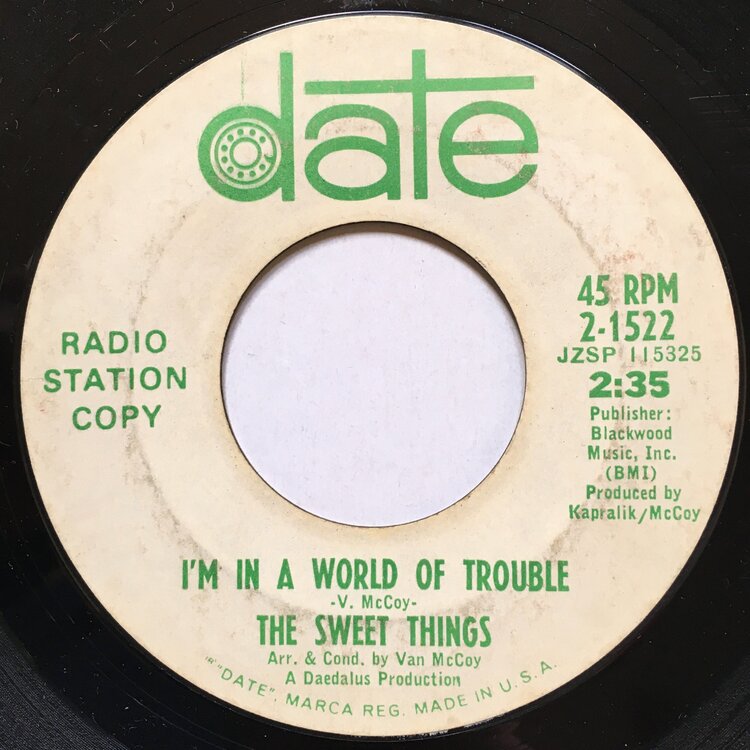 date
RADIO
STATION
COPY
45 RPM
2-1522
JZSP 115325
2:35
Publisher:
Blackwood
Music, Inc.
(BMI)
Produced by
Kapralik/McCoy
I'M IN A WORLD OF TROUBLE
-V. McCoy-
THE SWEET THINGS
Arr. & Cond. by Van McCoy
A Daedalus Production
"DATE", MARCA REG. MADE IN U.S.A.